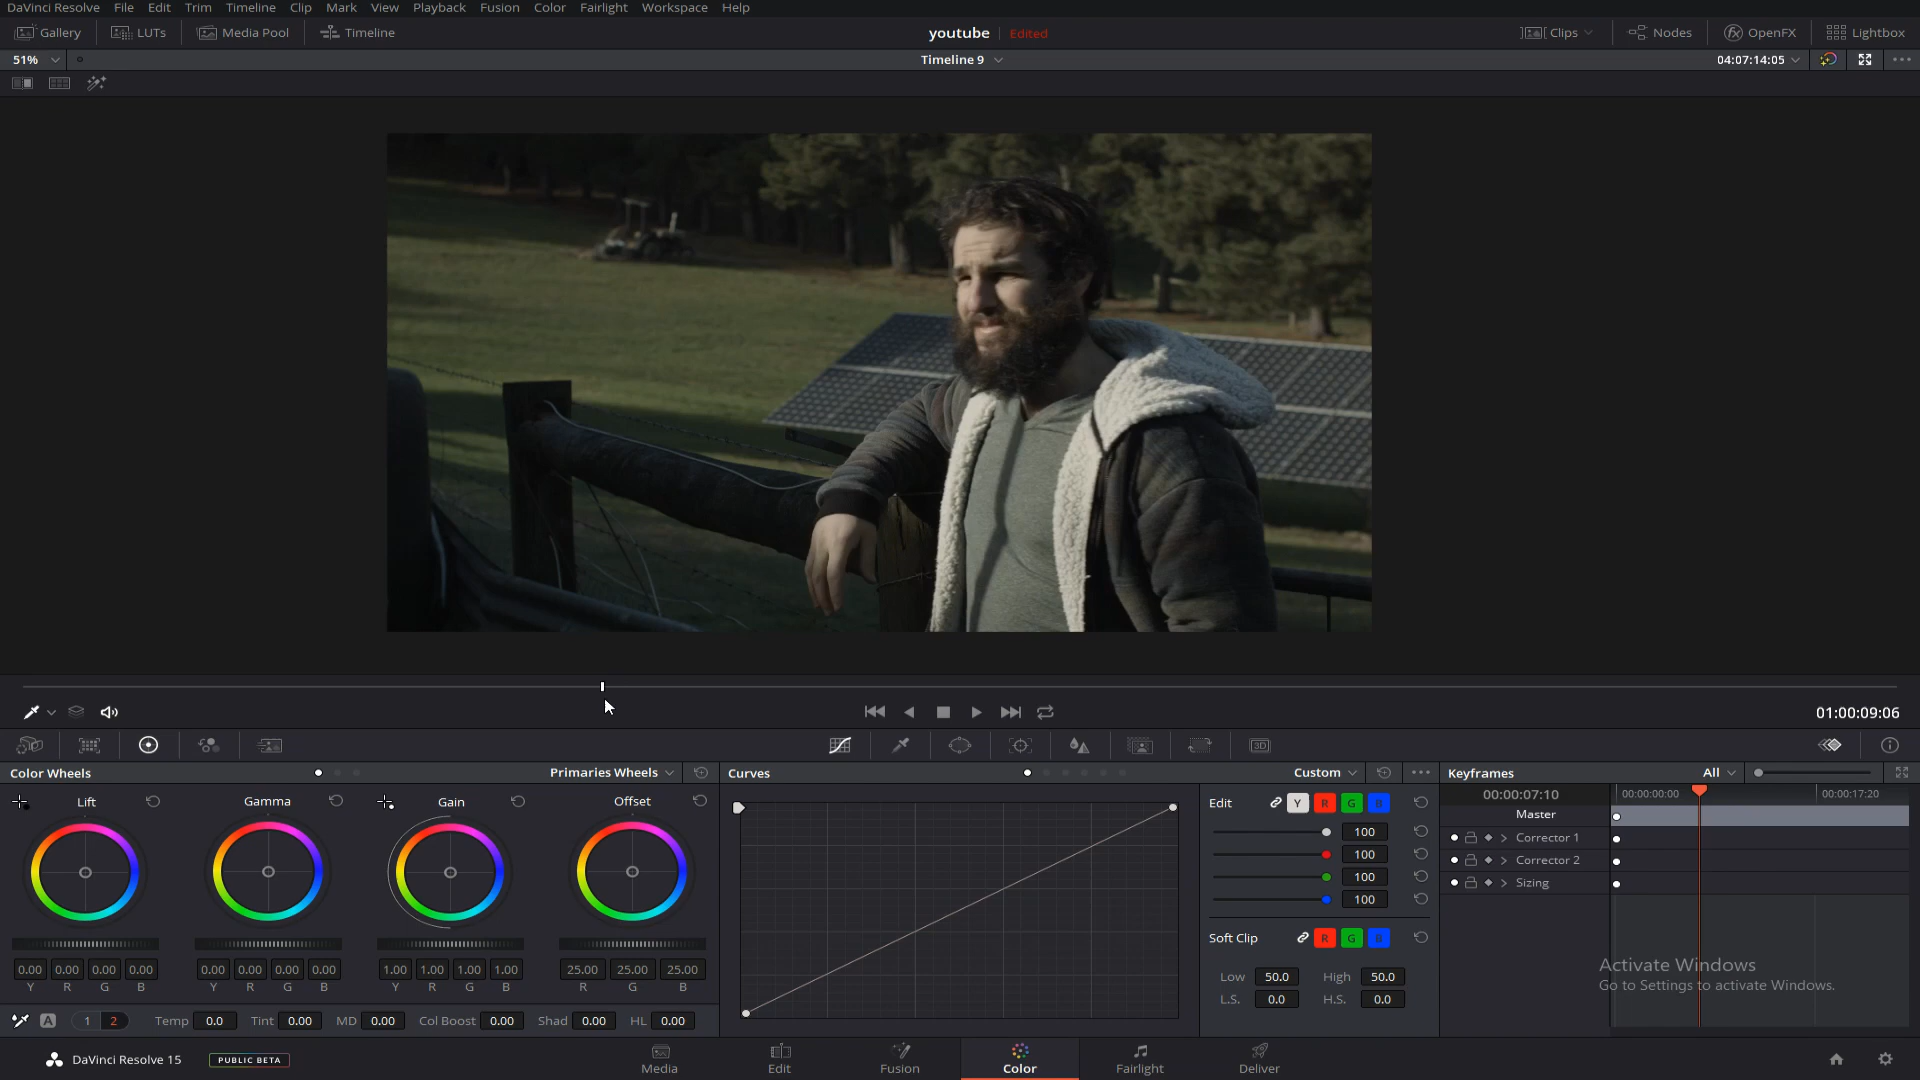 DaVinci Resolve File Edit Trim Timeline Clip Mark View Playback Fusion Color Fairlight Workspace Help
Gallery LUTs Media Pool Timeline youtube Edited Clips Nodes fx OpenFX Lightbox
51% Timeline 9 04:07:14:05
01:00:09:06
3D
Color Wheels Primaries Wheels Curves Custom Keyframes All
Lift Gamma Gain Offset Edit Y R G B 00:00:07:10 00:00:00:00 00:00:17:20
Master
100
100 Corrector 1
100 Corrector 2
100 Sizing
Soft Clip R G B
0.00 0.00 0.00 0.00 0.00 0.00 0.00 0.00 1.00 1.00 1.00 1.00 25.00 25.00 25.00
Y R G B Y R G B Y R G B R G B
Low 50.0 High 50.0
L.S. 0.0 H.S. 0.0
Activate Windows
Go to Settings to activate Windows.
A 1 2 Temp 0.0 Tint 0.00 MD 0.00 Col Boost 0.00 Shad 0.00 HL 0.00
DaVinci Resolve 15 PUBLIC BETA Media Edit Fusion Color Fairlight Deliver